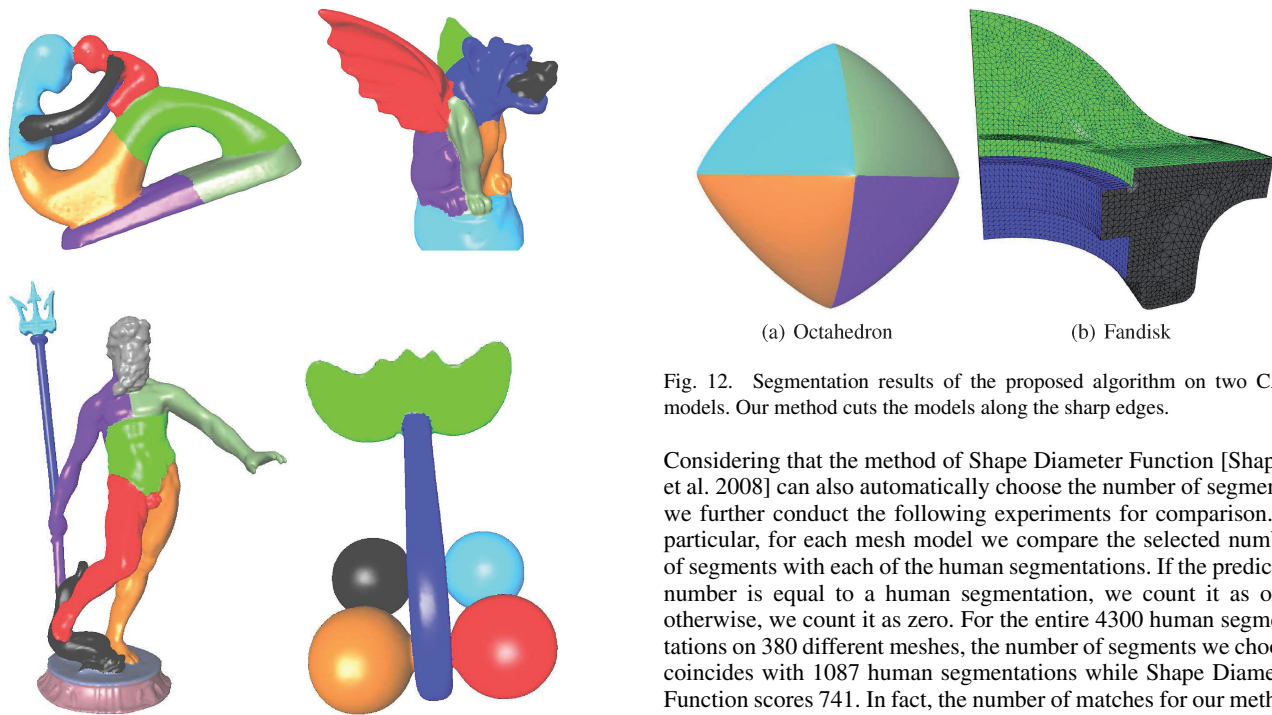 (a) Octahedron
(b) Fandisk
Fig. 12. Segmentation results of the proposed algorithm on two C
models. Our method cuts the models along the sharp edges.
Considering that the method of Shape Diameter Function [Shap
et al. 2008] can also automatically choose the number of segmen
we further conduct the following experiments for comparison.
particular, for each mesh model we compare the selected numb
of segments with each of the human segmentations. If the predic
number is equal to a human segmentation, we count it as o
otherwise, we count it as zero. For the entire 4300 human segme
tations on 380 different meshes, the number of segments we choo
coincides with 1087 human segmentations while Shape Diame
Function scores 741. In fact, the number of matches for our meth